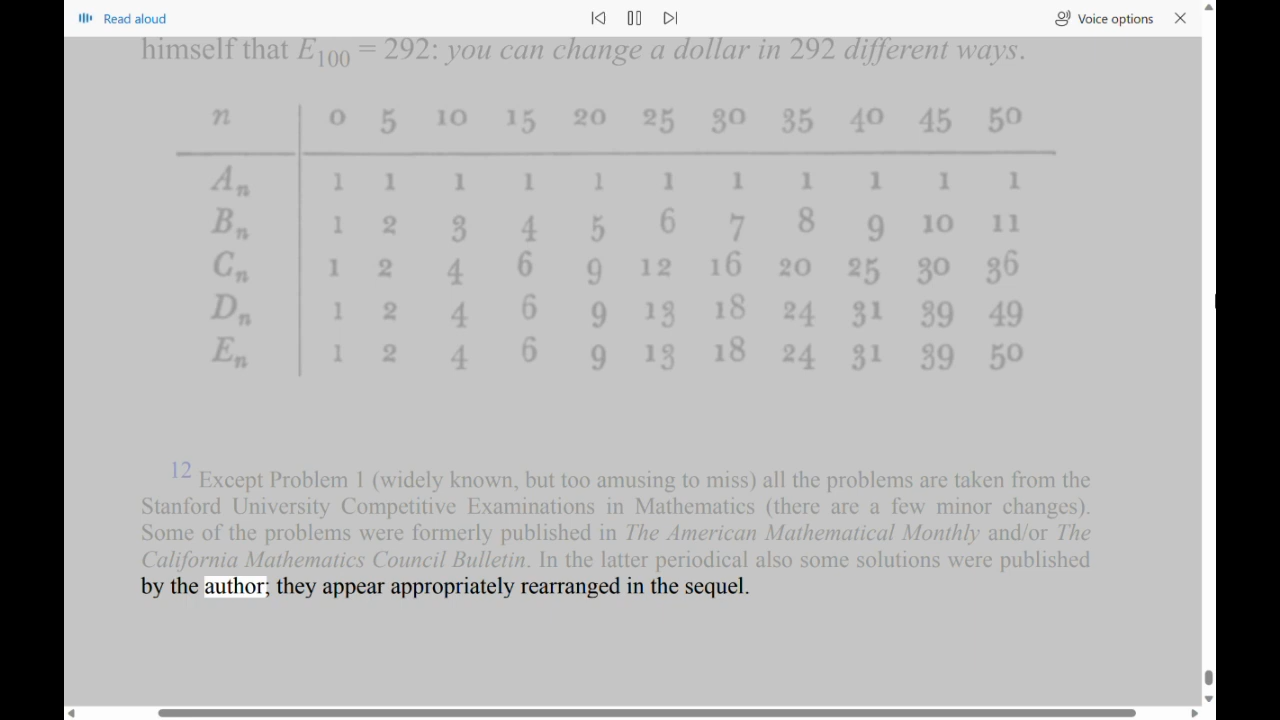 Read aloud
Voice options
himself that E100 = 292: you can change a dollar in 292 different ways.
n 0 5 10 15 20 25 30 35 40 45 50
An 1 1 1 1 1 1 1 1 1 1 1
Bn 1 2 3 4 5 6 7 8 9 10 11
Cn 1 2 4 6 9 12 16 20 25 30 36
Dn 1 2 4 6 9 13 18 24 31 39 49
En 1 2 4 6 9 13 18 24 31 39 50
12 Except Problem 1 (widely known, but too amusing to miss) all the problems are taken from the
Stanford University Competitive Examinations in Mathematics (there are a few minor changes).
Some of the problems were formerly published in The American Mathematical Monthly and/or The
California Mathematics Council Bulletin. In the latter periodical also some solutions were published
by the author; they appear appropriately rearranged in the sequel.